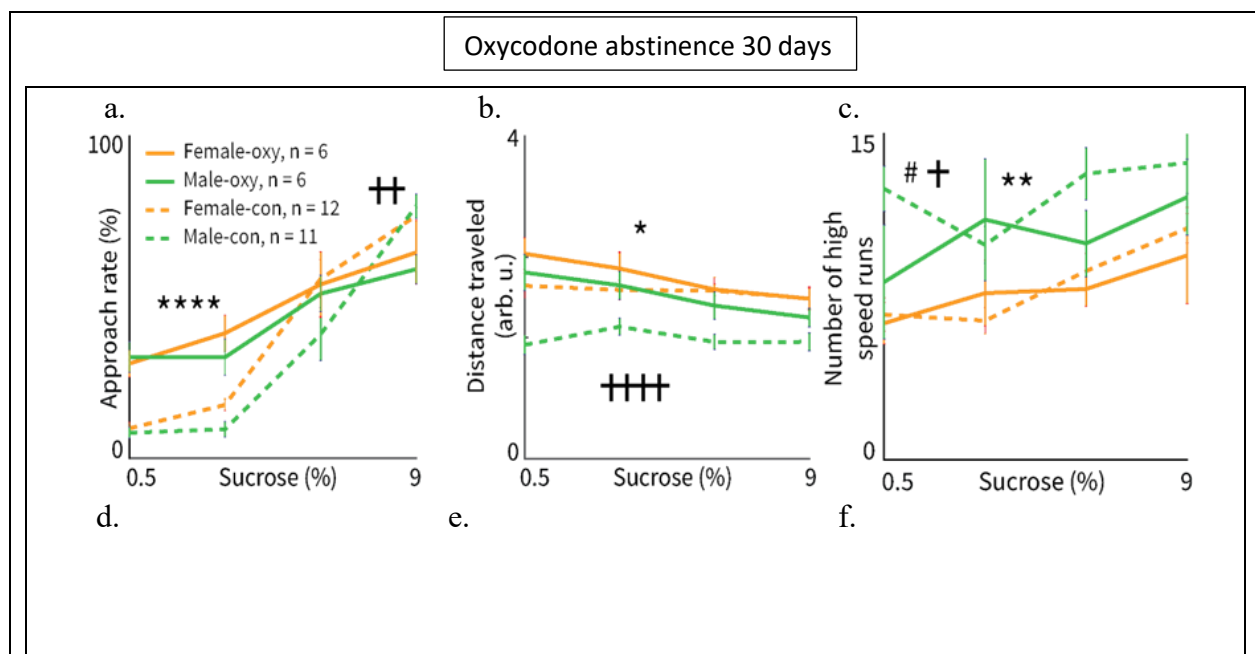 Oxycodone abstinence 30 days
a.
100
Approach rate (%)
0
Female-oxy, n = 6
Male-oxy, n = 6
Female-con, n = 12
Male-con, n = 11
****
‡‡
0.5 Sucrose (%) 9
b.
4
Distance traveled
(arb. u.)
0
*
‡‡‡‡
0.5 Sucrose (%) 9
c.
15
Number of high
speed runs
0
# †
**
0.5 Sucrose (%) 9
d.
e.
f.